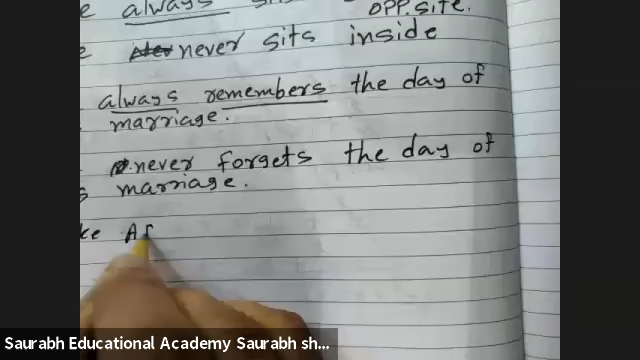 always
opp.site.
never sits inside
always remembers the day of
marriage.
never forgets the day of
marriage.
Saurabh Educational Academy Saurabh sh...